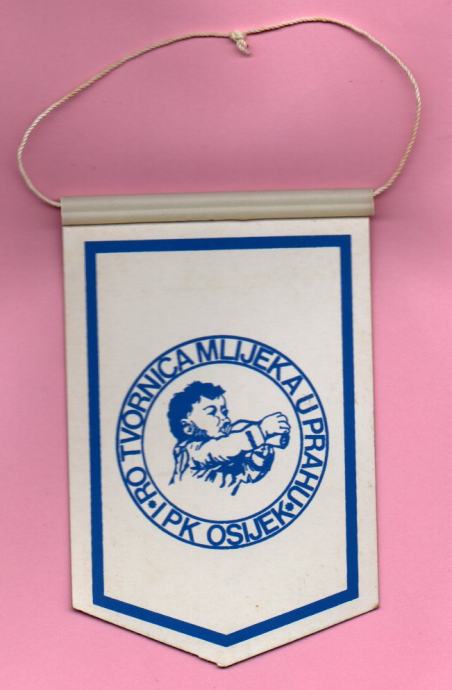 RO TVORNICA MLIJEKA U PRAHU
• IPK OSIJEK •